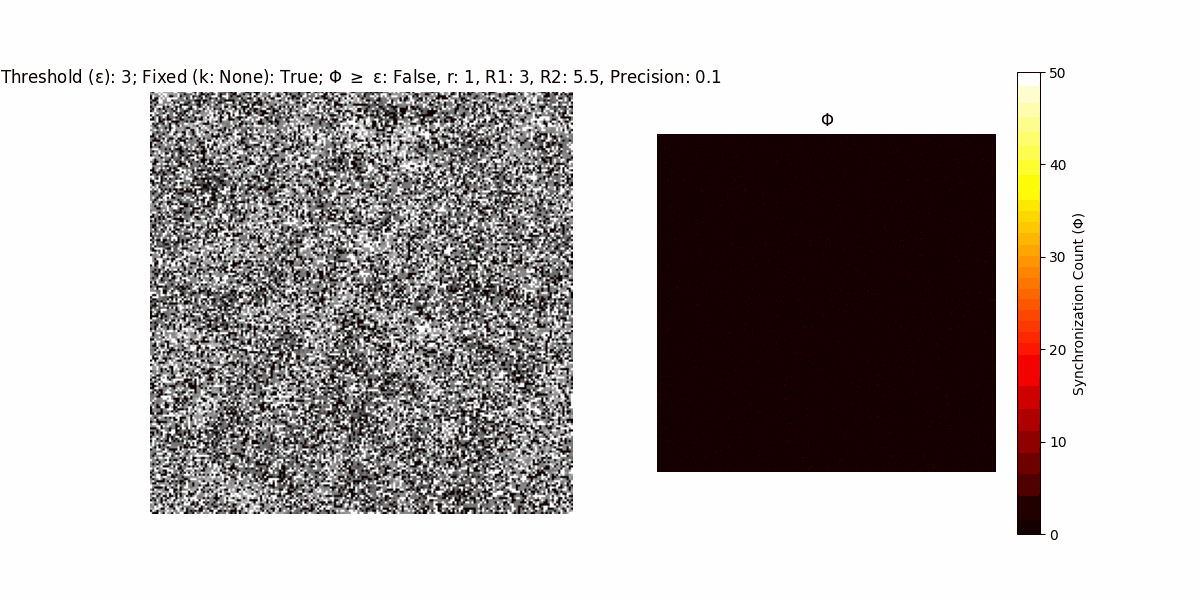 Threshold (ε): 3; Fixed (k: None): True; Φ ≥ ε: False, r: 1, R1: 3, R2: 5.5, Precision: 0.1
Φ
50
40
30
20
10
0
Synchronization Count (Φ)